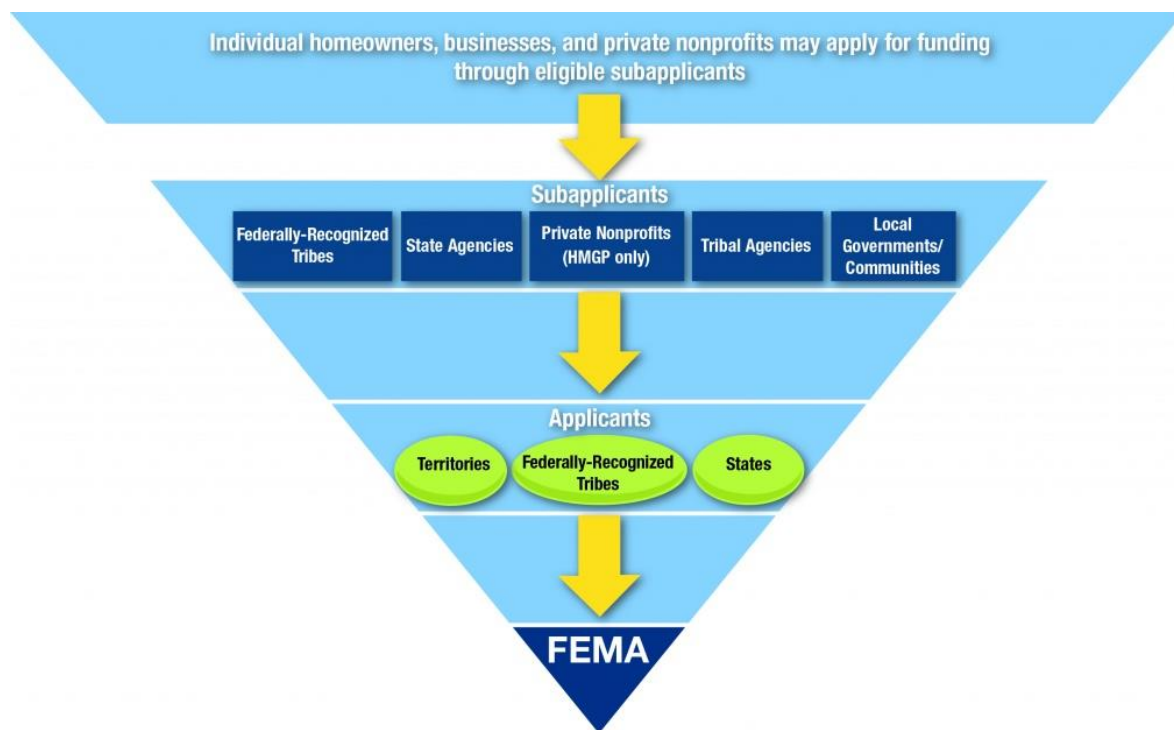 Individual homeowners, businesses, and private nonprofits may apply for funding
through eligible subapplicants
Subapplicants
Federally-Recognized
Tribes
State Agencies
Private Nonprofits
(HMGP only)
Tribal Agencies
Local
Governments/
Communities
Applicants
Territories
Federally-Recognized
Tribes
States
FEMA